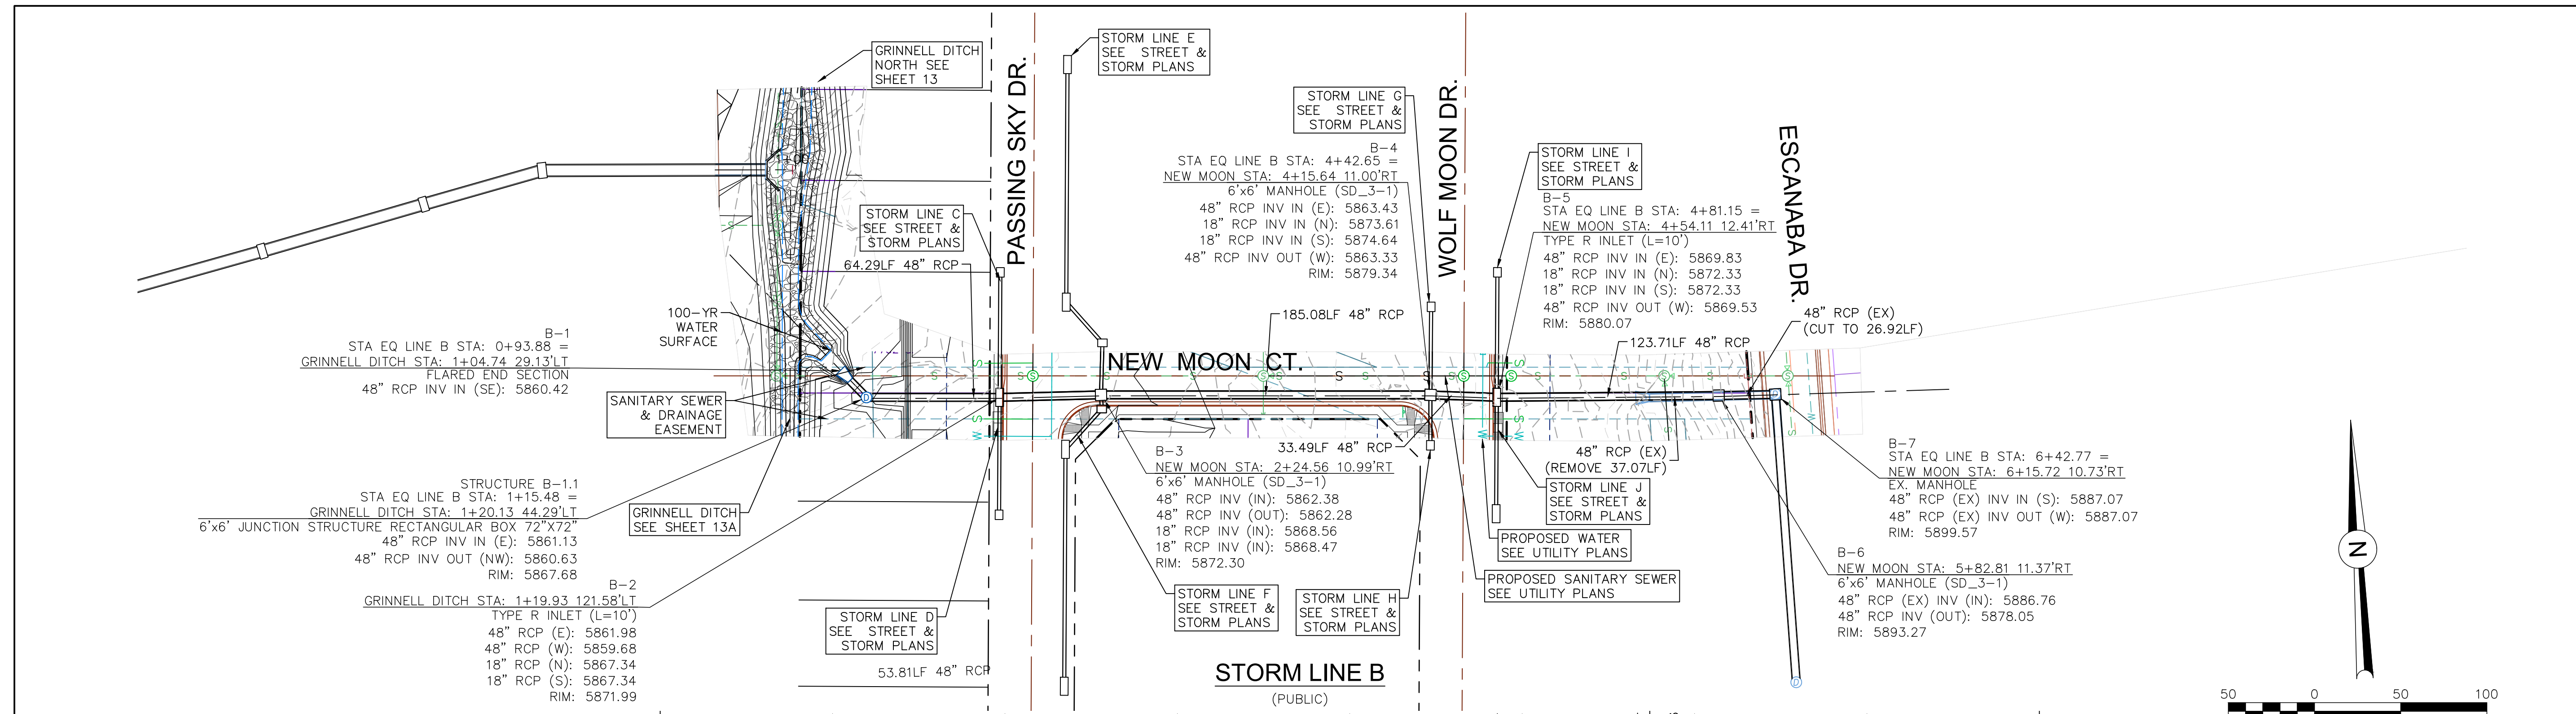 GRINNELL DITCH
NORTH SEE
SHEET 13
STORM LINE E
SEE STREET &
STORM PLANS
PASSING SKY DR.
STORM LINE G
SEE STREET &
STORM PLANS
WOLF MOON DR.
STORM LINE I
SEE STREET &
STORM PLANS
ESCANABA DR.
1+00
STORM LINE C
SEE STREET &
STORM PLANS
64.29LF 48" RCP
B-4
STA EQ LINE B STA: 4+42.65 =
NEW MOON STA: 4+15.64 11.00'RT
6'x6' MANHOLE (SD_3-1)
48" RCP INV IN (E): 5863.43
18" RCP INV IN (N): 5873.61
18" RCP INV IN (S): 5874.64
48" RCP INV OUT (W): 5863.33
RIM: 5879.34
B-5
STA EQ LINE B STA: 4+81.15 =
NEW MOON STA: 4+54.11 12.41'RT
TYPE R INLET (L=10')
48" RCP INV IN (E): 5869.83
18" RCP INV IN (N): 5872.33
18" RCP INV IN (S): 5872.33
48" RCP INV OUT (W): 5869.53
RIM: 5880.07
48" RCP (EX)
(CUT TO 26.92LF)
100-YR
WATER
SURFACE
185.08LF 48" RCP
123.71LF 48" RCP
B-1
STA EQ LINE B STA: 0+93.88 =
GRINNELL DITCH STA: 1+04.74 29.13'LT
FLARED END SECTION
48" RCP INV IN (SE): 5860.42
NEW MOON CT.
SANITARY SEWER
& DRAINAGE
EASEMENT
33.49LF 48" RCP
48" RCP (EX)
(REMOVE 37.07LF)
B-7
STA EQ LINE B STA: 6+42.77 =
NEW MOON STA: 6+15.72 10.73'RT
EX. MANHOLE
48" RCP (EX) INV IN (S): 5887.07
48" RCP (EX) INV OUT (W): 5887.07
RIM: 5899.57
B-3
NEW MOON STA: 2+24.56 10.99'RT
6'x6' MANHOLE (SD_3-1)
48" RCP INV (IN): 5862.38
48" RCP INV (OUT): 5862.28
18" RCP INV (IN): 5868.56
18" RCP INV (IN): 5868.47
RIM: 5872.30
STRUCTURE B-1.1
STA EQ LINE B STA: 1+15.48 =
GRINNELL DITCH STA: 1+20.13 44.29'LT
6'x6' JUNCTION STRUCTURE RECTANGULAR BOX 72"X72"
48" RCP INV IN (E): 5861.13
48" RCP INV OUT (NW): 5860.63
RIM: 5867.68
GRINNELL DITCH
SEE SHEET 13A
STORM LINE J
SEE STREET &
STORM PLANS
PROPOSED WATER
SEE UTILITY PLANS
PROPOSED SANITARY SEWER
SEE UTILITY PLANS
B-6
NEW MOON STA: 5+82.81 11.37'RT
6'x6' MANHOLE (SD_3-1)
48" RCP (EX) INV (IN): 5886.76
48" RCP INV (OUT): 5878.05
RIM: 5893.27
B-2
GRINNELL DITCH STA: 1+19.93 121.58'LT
TYPE R INLET (L=10')
48" RCP (E): 5861.98
48" RCP (W): 5859.68
18" RCP (N): 5867.34
18" RCP (S): 5867.34
RIM: 5871.99
STORM LINE F
SEE STREET &
STORM PLANS
STORM LINE H
SEE STREET &
STORM PLANS
STORM LINE D
SEE STREET &
STORM PLANS
53.81LF 48" RCP
STORM LINE B
(PUBLIC)
N
50 0 50 100